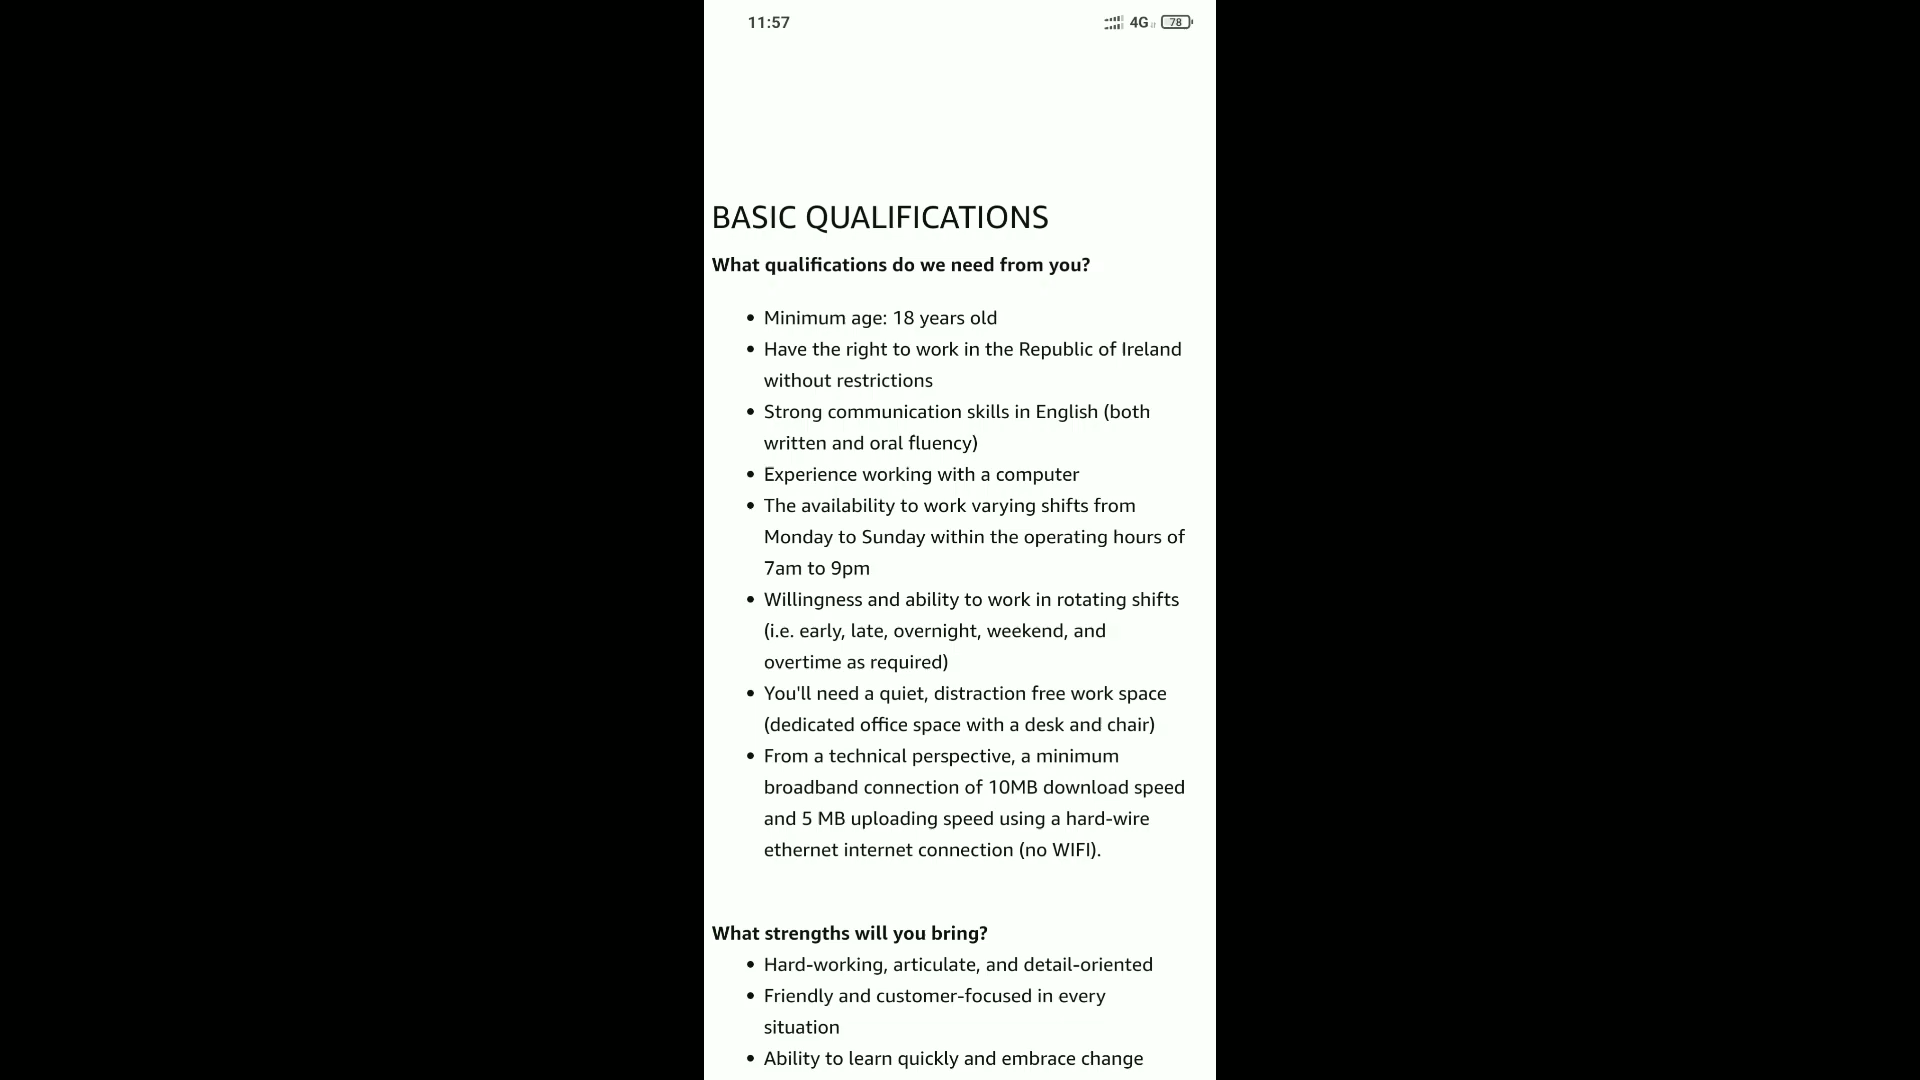 11:57
4G 78
BASIC QUALIFICATIONS
What qualifications do we need from you?
• Minimum age: 18 years old
• Have the right to work in the Republic of Ireland
without restrictions
• Strong communication skills in English (both
written and oral fluency)
• Experience working with a computer
• The availability to work varying shifts from
Monday to Sunday within the operating hours of
7am to 9pm
• Willingness and ability to work in rotating shifts
(i.e. early, late, overnight, weekend, and
overtime as required)
• You'll need a quiet, distraction free work space
(dedicated office space with a desk and chair)
• From a technical perspective, a minimum
broadband connection of 10MB download speed
and 5 MB uploading speed using a hard-wire
ethernet internet connection (no WIFI).
What strengths will you bring?
• Hard-working, articulate, and detail-oriented
• Friendly and customer-focused in every
situation
• Ability to learn quickly and embrace change